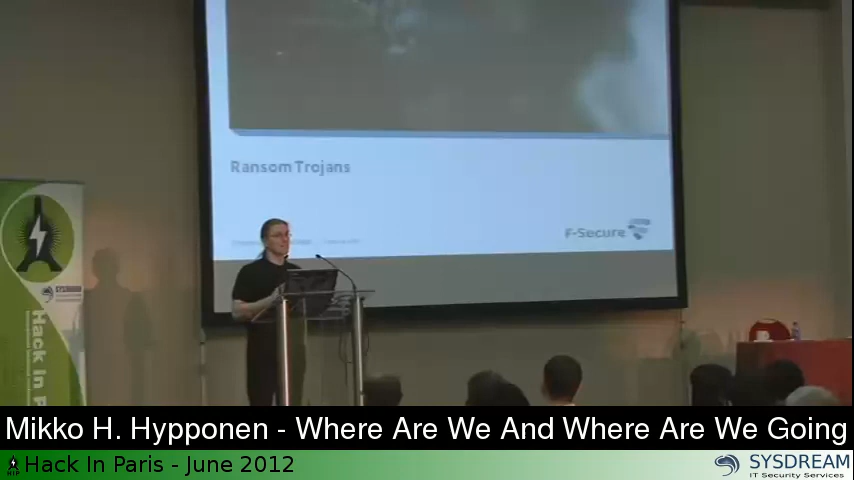 Ransom Trojans
F-Secure
SYSDREAM
Hack In P
Mikko H. Hypponen - Where Are We And Where Are We Going
Hack In Paris - June 2012
SYSDREAM
IT Security Services